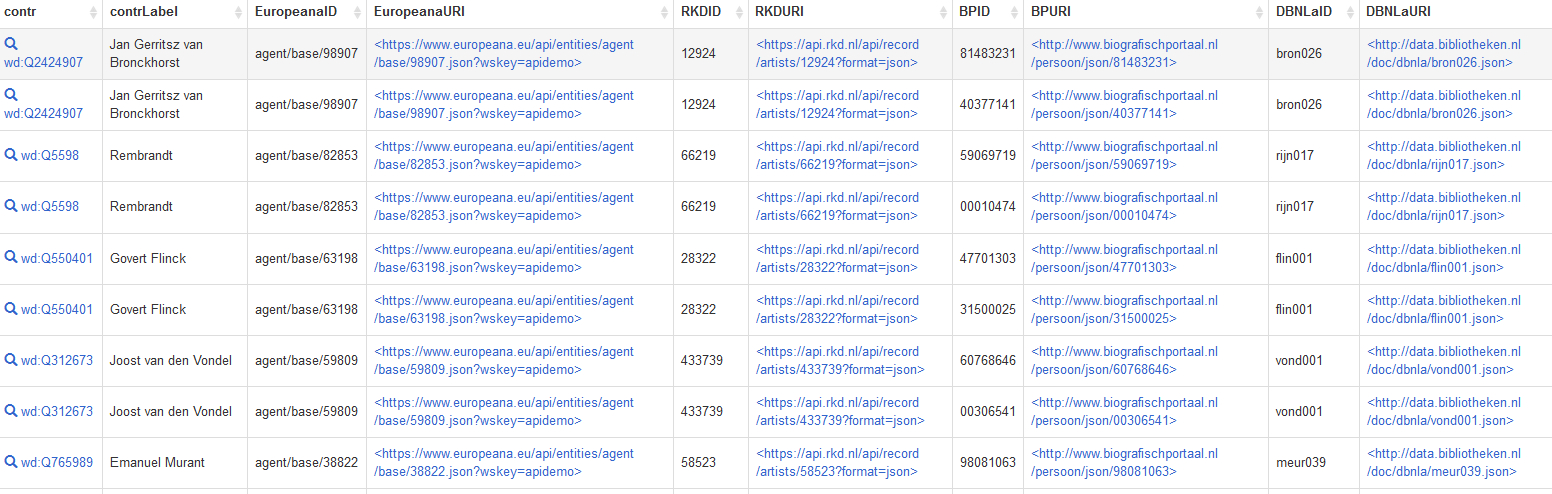 contr contrLabel EuropeanaID EuropeanaURI RKDID RKDURI BPID BPURI DBNLaID DBNLaURI
Jan Gerritsz van <https://www.europeana.eu/api/entities/agent <https://api.rkd.nl/api/record <http://www.biografischportaal.nl <http://data.bibliotheken.nl
wd:Q2424907 Bronckhorst agent/base/98907 /base/98907.json?wskey=apidemo> 12924 /artists/12924?format=json> 81483231 /persoon/json/81483231> bron026 /doc/dbnla/bron026.json>
Jan Gerritsz van <https://www.europeana.eu/api/entities/agent <https://api.rkd.nl/api/record <http://www.biografischportaal.nl <http://data.bibliotheken.nl
wd:Q2424907 Bronckhorst agent/base/98907 /base/98907.json?wskey=apidemo> 12924 /artists/12924?format=json> 40377141 /persoon/json/40377141> bron026 /doc/dbnla/bron026.json>
<https://www.europeana.eu/api/entities/agent <https://api.rkd.nl/api/record <http://www.biografischportaal.nl <http://data.bibliotheken.nl
wd:Q5598 Rembrandt agent/base/82853 /base/82853.json?wskey=apidemo> 66219 /artists/66219?format=json> 59069719 /persoon/json/59069719> rijn017 /doc/dbnla/rijn017.json>
<https://www.europeana.eu/api/entities/agent <https://api.rkd.nl/api/record <http://www.biografischportaal.nl <http://data.bibliotheken.nl
wd:Q5598 Rembrandt agent/base/82853 /base/82853.json?wskey=apidemo> 66219 /artists/66219?format=json> 00010474 /persoon/json/00010474> rijn017 /doc/dbnla/rijn017.json>
<https://www.europeana.eu/api/entities/agent <https://api.rkd.nl/api/record <http://www.biografischportaal.nl <http://data.bibliotheken.nl
wd:Q550401 Govert Flinck agent/base/63198 /base/63198.json?wskey=apidemo> 28322 /artists/28322?format=json> 47701303 /persoon/json/47701303> flin001 /doc/dbnla/flin001.json>
<https://www.europeana.eu/api/entities/agent <https://api.rkd.nl/api/record <http://www.biografischportaal.nl <http://data.bibliotheken.nl
wd:Q550401 Govert Flinck agent/base/63198 /base/63198.json?wskey=apidemo> 28322 /artists/28322?format=json> 31500025 /persoon/json/31500025> flin001 /doc/dbnla/flin001.json>
<https://www.europeana.eu/api/entities/agent <https://api.rkd.nl/api/record <http://www.biografischportaal.nl <http://data.bibliotheken.nl
wd:Q312673 Joost van den Vondel agent/base/59809 /base/59809.json?wskey=apidemo> 433739 /artists/433739?format=json> 60768646 /persoon/json/60768646> vond001 /doc/dbnla/vond001.json>
<https://www.europeana.eu/api/entities/agent <https://api.rkd.nl/api/record <http://www.biografischportaal.nl <http://data.bibliotheken.nl
wd:Q312673 Joost van den Vondel agent/base/59809 /base/59809.json?wskey=apidemo> 433739 /artists/433739?format=json> 00306541 /persoon/json/00306541> vond001 /doc/dbnla/vond001.json>
<https://www.europeana.eu/api/entities/agent <https://api.rkd.nl/api/record <http://www.biografischportaal.nl <http://data.bibliotheken.nl
wd:Q765989 Emanuel Murant agent/base/38822 /base/38822.json?wskey=apidemo> 58523 /artists/58523?format=json> 98081063 /persoon/json/98081063> meur039 /doc/dbnla/meur039.json>